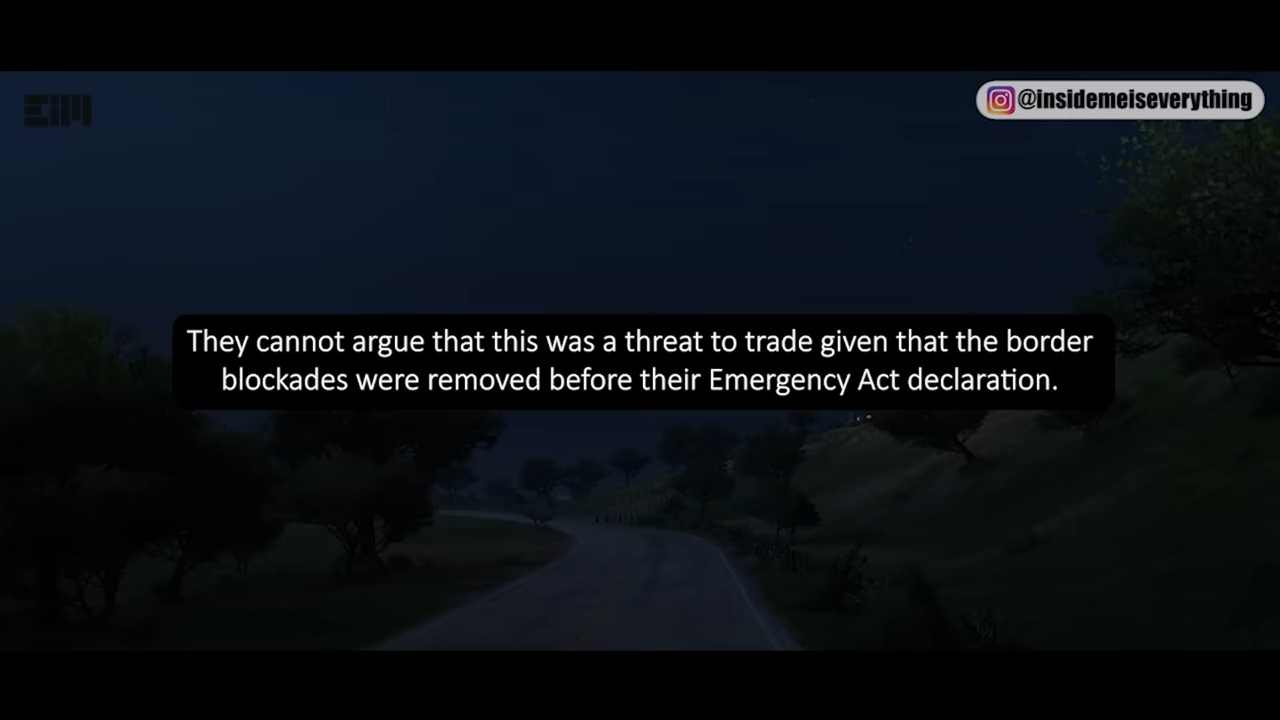 EiM
@insidemeiseverything
They cannot argue that this was a threat to trade given that the border
blockades were removed before their Emergency Act declaration.